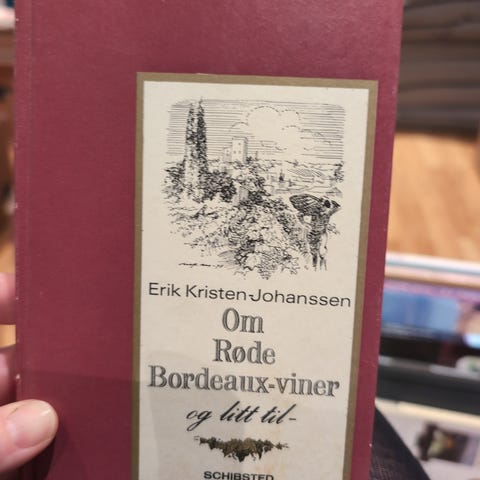 Erik Kristen-Johanssen
Om
Røde
Bordeaux-viner
og litt til-
SCHIBSTED